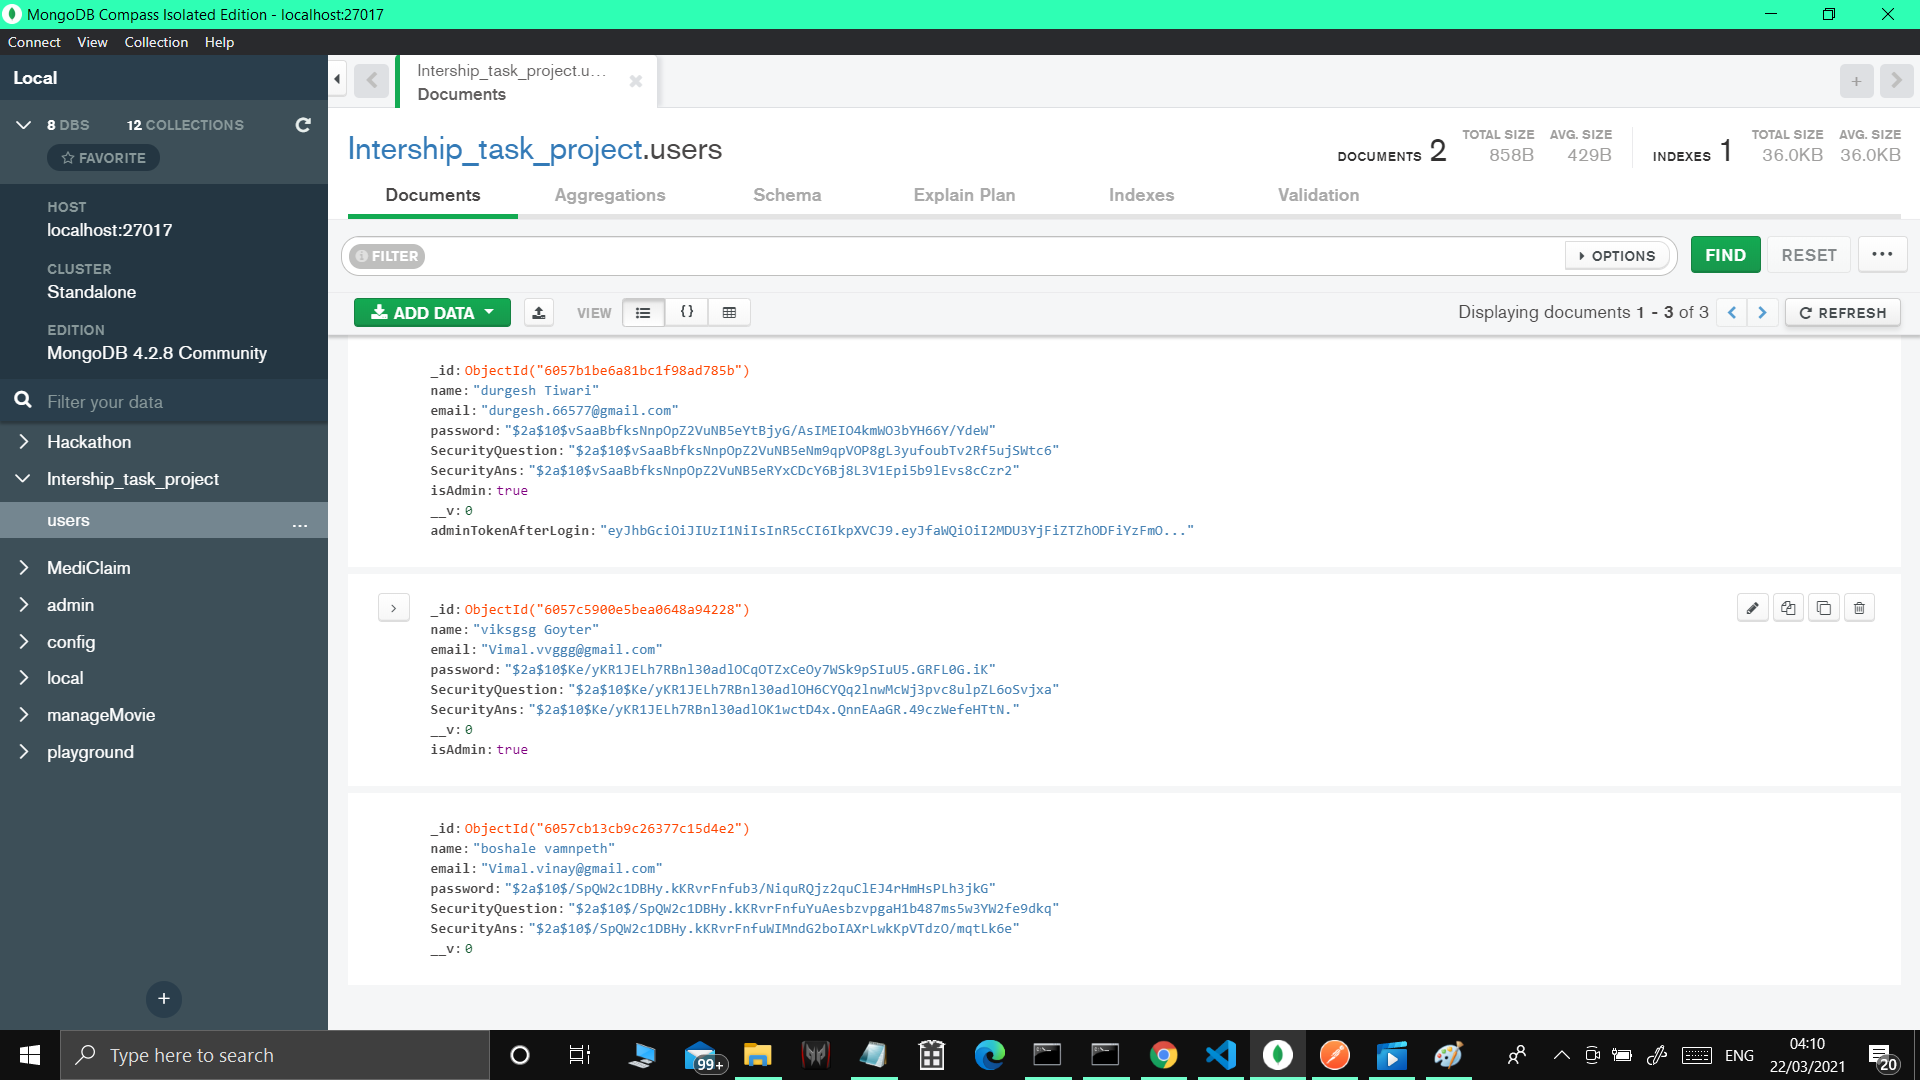 MongoDB Compass Isolated Edition - localhost:27017
Connect View Collection Help
Local
8 DBS 12 COLLECTIONS
FAVORITE
HOST
localhost:27017
CLUSTER
Standalone
EDITION
MongoDB 4.2.8 Community
Filter your data
Hackathon
Intership_task_project
users ...
MediClaim
admin
config
local
manageMovie
playground
+
Intership_task_project.u...
Documents
+
Intership_task_project.users
DOCUMENTS 2 TOTAL SIZE 858B AVG. SIZE 429B INDEXES 1 TOTAL SIZE 36.0KB AVG. SIZE 36.0KB
Documents Aggregations Schema Explain Plan Indexes Validation
FILTER OPTIONS FIND RESET ...
ADD DATA VIEW {} Displaying documents 1 - 3 of 3 REFRESH
_id: ObjectId("6057b1be6a81bc1f98ad785b")
name: "durgesh Tiwari"
email: "durgesh.66577@gmail.com"
password: "$2a$10$vSaaBbfksNnpOpZ2VuNB5eYtBjyG/AsIMEIO4kmWO3bYH66Y/YdeW"
SecurityQuestion: "$2a$10$vSaaBbfksNnpOpZ2VuNB5eNm9qpVOP8gL3yufoubTv2Rf5ujSWtc6"
SecurityAns: "$2a$10$vSaaBbfksNnpOpZ2VuNB5eRYxCDcY6Bj8L3V1Epi5b9lEvs8cCzr2"
isAdmin: true
__v: 0
adminTokenAfterLogin: "eyJhbGciOiJIUzI1NiIsInR5cCI6IkpXVCJ9.eyJfaWQiOiI2MDU3YjFiZTZhODFiYzFmO..."
_id: ObjectId("6057c5900e5bea0648a94228")
name: "viksgsg Goyter"
email: "Vimal.vvggg@gmail.com"
password: "$2a$10$Ke/yKR1JELh7RBnl30adlOCqOTZxCeOy7WSk9pSIuU5.GRFL0G.iK"
SecurityQuestion: "$2a$10$Ke/yKR1JELh7RBnl30adlOH6CYQq2lnwMcWj3pvc8ulpZL6oSvjxa"
SecurityAns: "$2a$10$Ke/yKR1JELh7RBnl30adlOK1wctD4x.QnnEAaGR.49czWefeHTtN."
__v: 0
isAdmin: true
_id: ObjectId("6057cb13cb9c26377c15d4e2")
name: "boshale vamnpeth"
email: "Vimal.vinay@gmail.com"
password: "$2a$10$/SpQW2c1DBHy.kKRvrFnfub3/NiquRQjz2quClEJ4rHmHsPLh3jkG"
SecurityQuestion: "$2a$10$/SpQW2c1DBHy.kKRvrFnfuYuAesbzvpgaH1b487ms5w3YW2fe9dkq"
SecurityAns: "$2a$10$/SpQW2c1DBHy.kKRvrFnfuWIMndG2boIAXrLwkKpVTdzO/mqtLk6e"
__v: 0
Type here to search
99+
ENG
04:10
22/03/2021
20